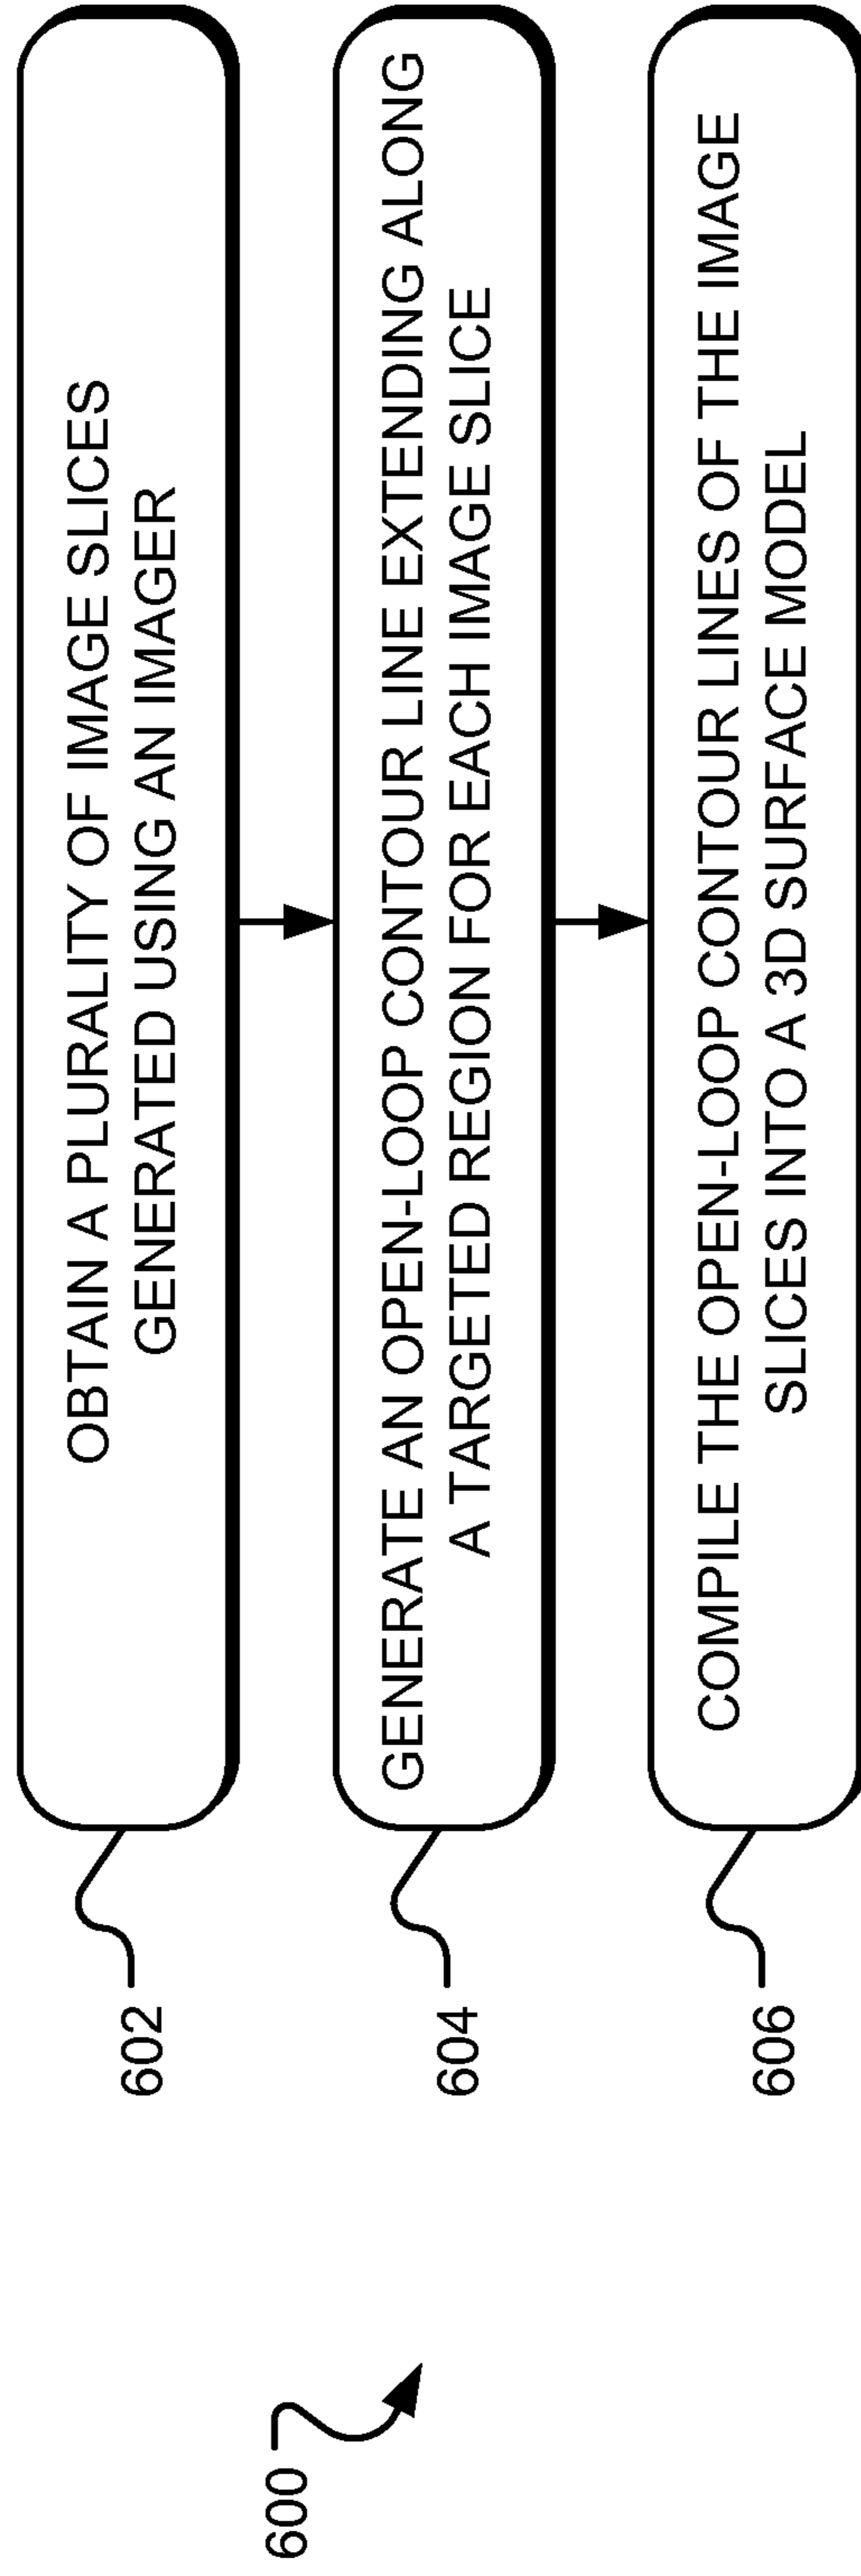 600
602
OBTAIN A PLURALITY OF IMAGE SLICES
GENERATED USING AN IMAGER
604
GENERATE AN OPEN-LOOP CONTOUR LINE EXTENDING ALONG
A TARGETED REGION FOR EACH IMAGE SLICE
606
COMPILE THE OPEN-LOOP CONTOUR LINES OF THE IMAGE
SLICES INTO A 3D SURFACE MODEL